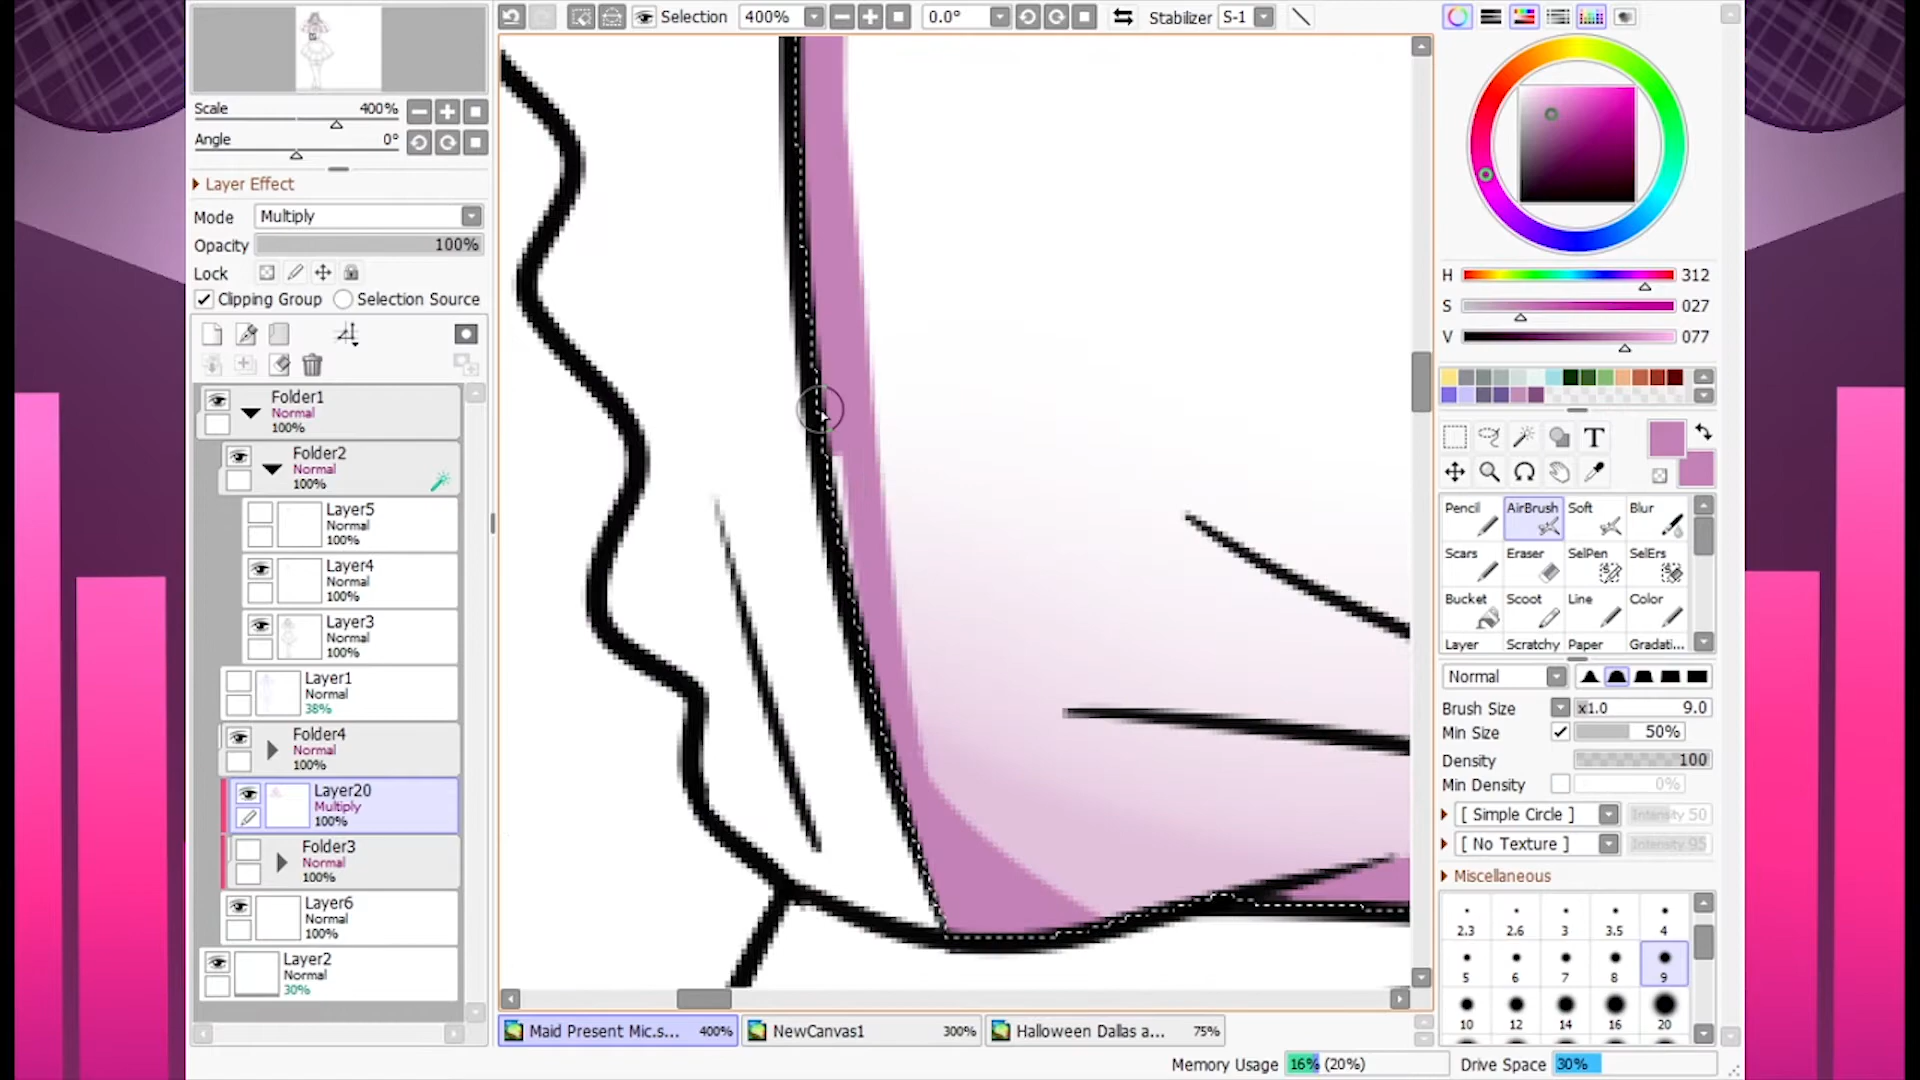 Selection 400% 0.0° Stabilizer S-1
Scale 400%
Angle 0°
Layer Effect
Mode Multiply
Opacity 100%
Lock
Clipping Group Selection Source
Folder1
Normal
100%
Folder2
Normal
100%
Layer5
Normal
100%
Layer4
Normal
100%
Layer3
Normal
100%
Layer1
Normal
38%
Folder4
Normal
100%
Layer20
Multiply
100%
Folder3
Normal
100%
Layer6
Normal
100%
Layer2
Normal
30%
H 312
S 027
V 077
T
Pencil AirBrush Soft Blur
Scars Eraser SelPen SelErs
Bucket Scoot Line Color
Layer Scratchy Paper Gradati...
Normal
Brush Size x1.0 9.0
Min Size 50%
Density 100
Min Density 0%
[ Simple Circle ] Intensity 50
[ No Texture ] Intensity 95
Miscellaneous
2.3 2.6 3 3.5 4
5 6 7 8 9
10 12 14 16 20
Maid Present Mic.s... 400% NewCanvas1 300% Halloween Dallas a... 75%
Memory Usage 16% (20%) Drive Space 30%